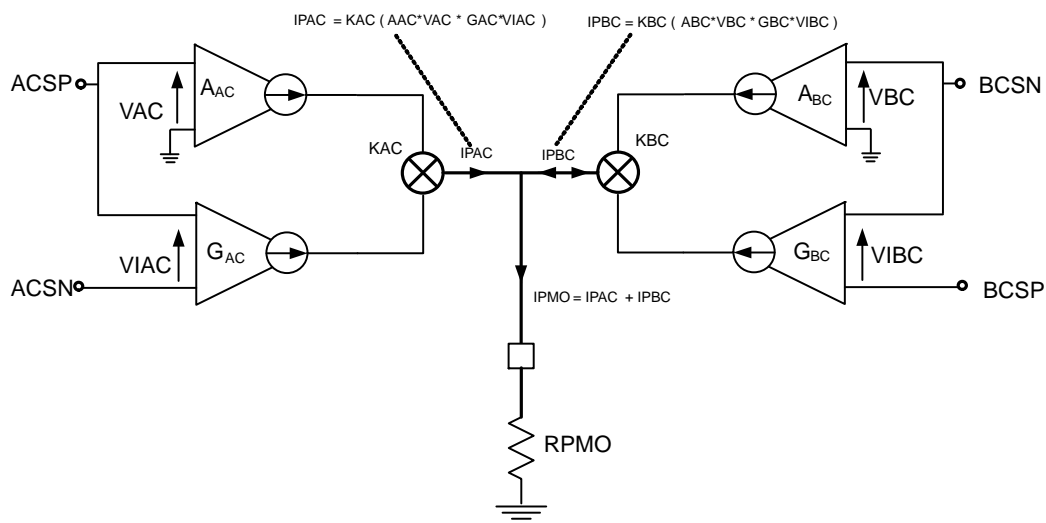 IPAC = KAC ( AAC*VAC * GAC*VIAC )
IPBC = KBC ( ABC*VBC * GBC*VIBC )
ACSP
VAC
AAC
ABC
VBC
BCSN
KAC
IPAC
IPBC
KBC
VIAC
GAC
GBC
VIBC
ACSN
BCSP
IPMO = IPAC + IPBC
RPMO